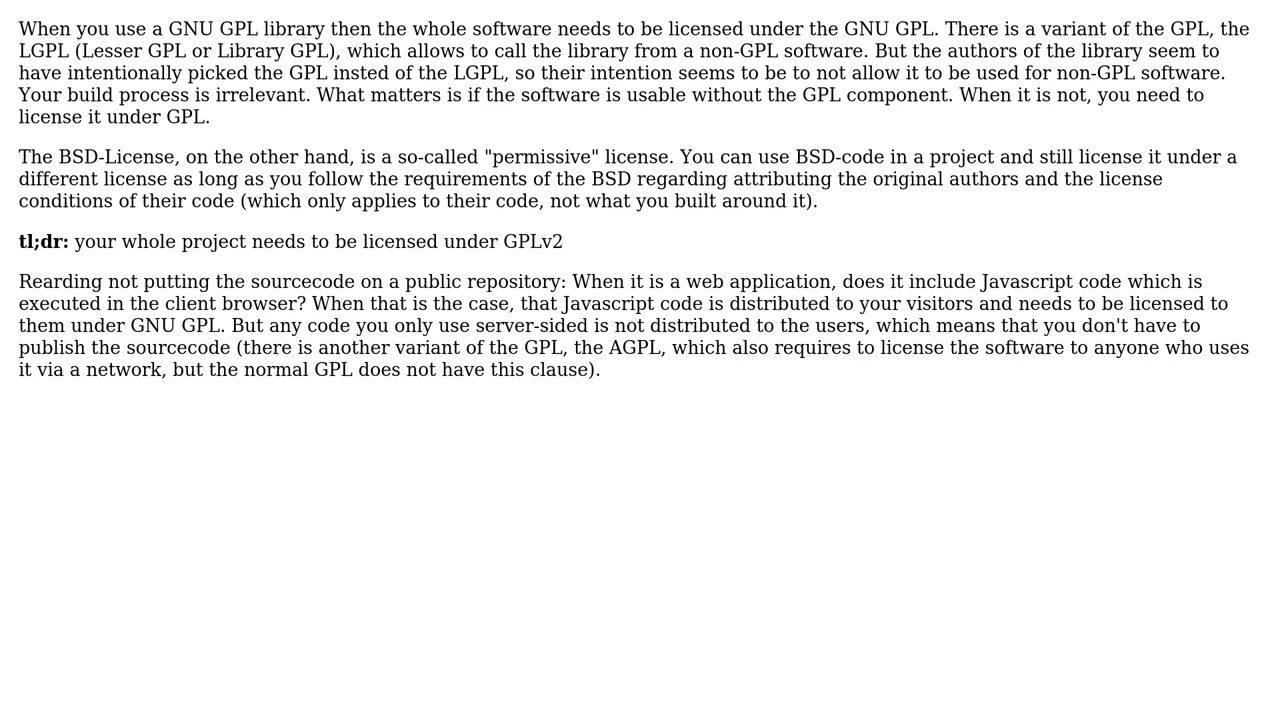 When you use a GNU GPL library then the whole software needs to be licensed under the GNU GPL. There is a variant of the GPL, the
LGPL (Lesser GPL or Library GPL), which allows to call the library from a non-GPL software. But the authors of the library seem to
have intentionally picked the GPL insted of the LGPL, so their intention seems to be to not allow it to be used for non-GPL software.
Your build process is irrelevant. What matters is if the software is usable without the GPL component. When it is not, you need to
license it under GPL.
The BSD-License, on the other hand, is a so-called "permissive" license. You can use BSD-code in a project and still license it under a
different license as long as you follow the requirements of the BSD regarding attributing the original authors and the license
conditions of their code (which only applies to their code, not what you built around it).
tl;dr: your whole project needs to be licensed under GPLv2
Rearding not putting the sourcecode on a public repository: When it is a web application, does it include Javascript code which is
executed in the client browser? When that is the case, that Javascript code is distributed to your visitors and needs to be licensed to
them under GNU GPL. But any code you only use server-sided is not distributed to the users, which means that you don't have to
publish the sourcecode (there is another variant of the GPL, the AGPL, which also requires to license the software to anyone who uses
it via a network, but the normal GPL does not have this clause).